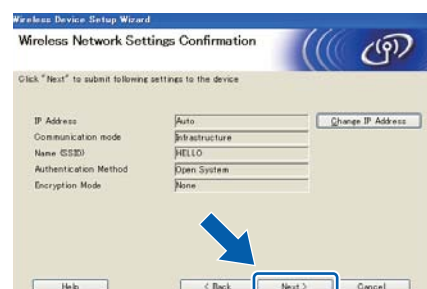 Wireless Device Setup Wizard
Wireless Network Settings Confirmation
Click "Next" to submit following settings to the device
IP Address Auto Change IP Address
Communication mode Infrastructure
Name (SSID) HELLO
Authentication Method Open System
Encryption Mode None
Help < Back Next > Cancel